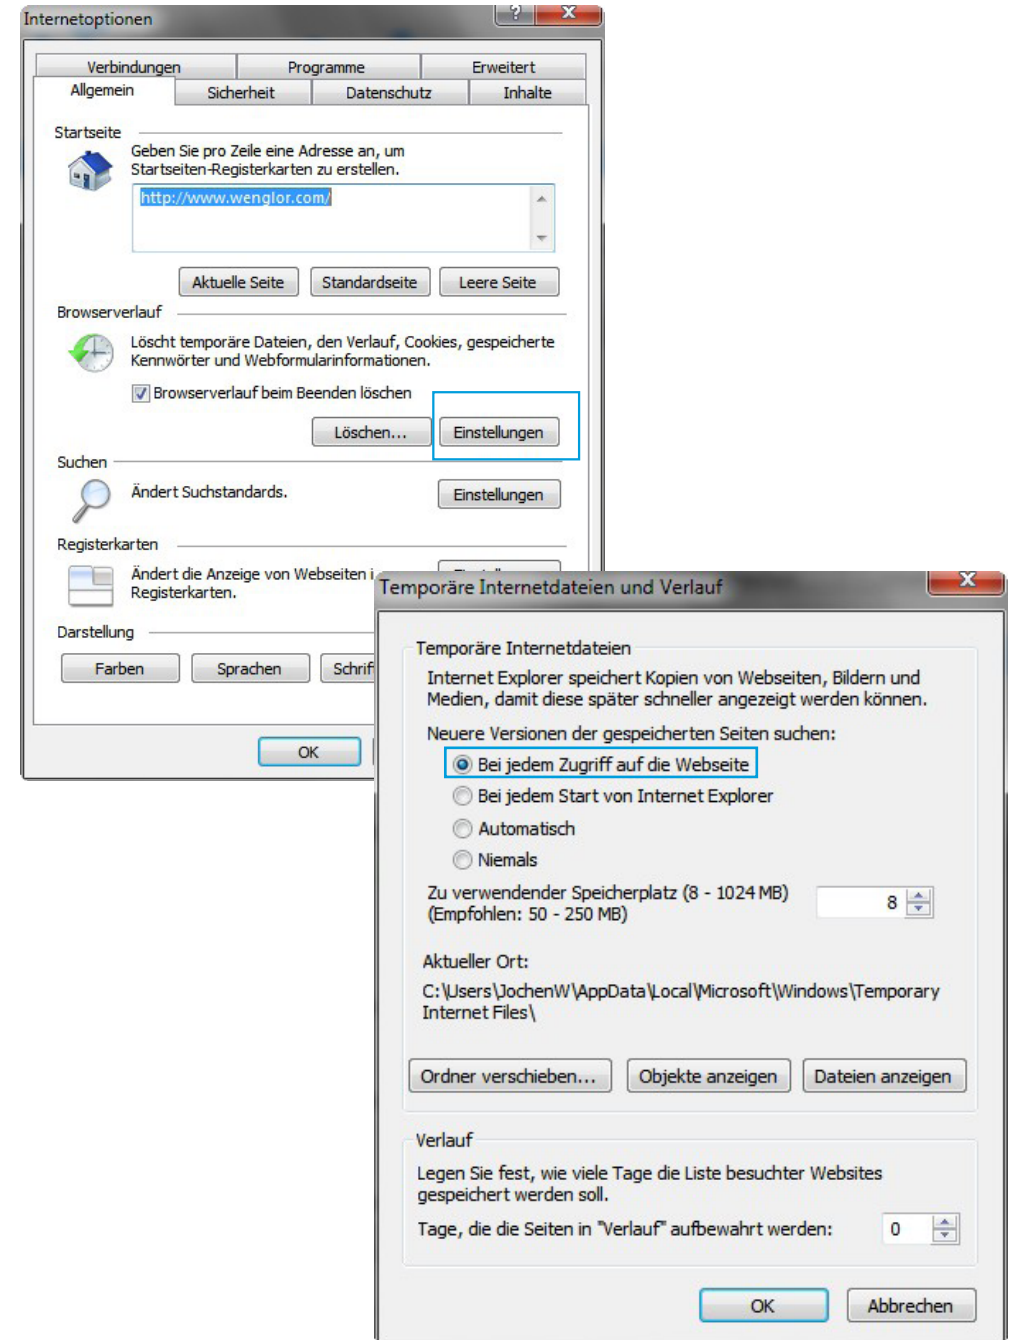 Internetoptionen
?
Verbindungen Programme Erweitert
Allgemein Sicherheit Datenschutz Inhalte
Startseite
Geben Sie pro Zeile eine Adresse an, um
Startseiten-Registerkarten zu erstellen.
http://www.wenglor.com/
Aktuelle Seite Standardseite Leere Seite
Browserverlauf
Löscht temporäre Dateien, den Verlauf, Cookies, gespeicherte
Kennwörter und Webformularinformationen.
Browserverlauf beim Beenden löschen
Löschen... Einstellungen
Suchen
Ändert Suchstandards. Einstellungen
Registerkarten
Ändert die Anzeige von Webseiten i
Registerkarten.
Darstellung
Farben Sprachen Schrif
OK
Temporäre Internetdateien und Verlauf
Temporäre Internetdateien
Internet Explorer speichert Kopien von Webseiten, Bildern und
Medien, damit diese später schneller angezeigt werden können.
Neuere Versionen der gespeicherten Seiten suchen:
Bei jedem Zugriff auf die Webseite
Bei jedem Start von Internet Explorer
Automatisch
Niemals
Zu verwendender Speicherplatz (8 - 1024 MB)
(Empfohlen: 50 - 250 MB) 8
Aktueller Ort:
C:\Users\JochenW\AppData\Local\Microsoft\Windows\Temporary
Internet Files\
Ordner verschieben... Objekte anzeigen Dateien anzeigen
Verlauf
Legen Sie fest, wie viele Tage die Liste besuchter Websites
gespeichert werden soll.
Tage, die die Seiten in "Verlauf" aufbewahrt werden: 0
OK Abbrechen